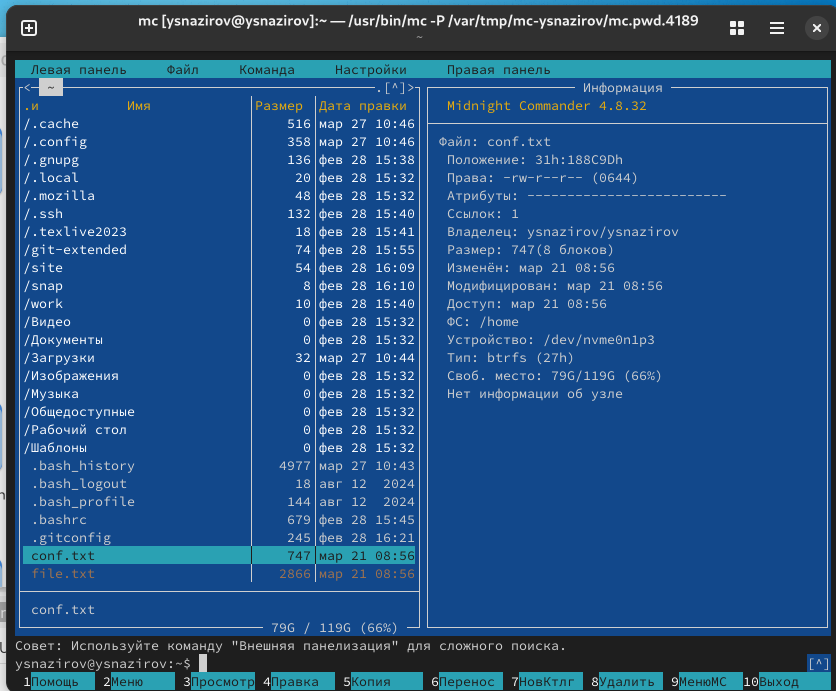 mc [ysnazirov@ysnazirov]:~ — /usr/bin/mc -P /var/tmp/mc-ysnazirov/mc.pwd.4189
~
Левая панель Файл Команда Настройки Правая панель
<─ ~ .[^]>
.и Имя Размер Дата правки
/.cache 516 мар 27 10:46
/.config 358 мар 27 10:46
/.gnupg 136 фев 28 15:38
/.local 20 фев 28 15:32
/.mozilla 48 фев 28 15:32
/.ssh 132 фев 28 15:40
/.texlive2023 18 фев 28 15:41
/git-extended 74 фев 28 15:55
/site 54 фев 28 16:09
/snap 8 фев 28 16:10
/work 10 фев 28 15:40
/Видео 0 фев 28 15:32
/Документы 0 фев 28 15:32
/Загрузки 32 мар 27 10:44
/Изображения 0 фев 28 15:32
/Музыка 0 фев 28 15:32
/Общедоступные 0 фев 28 15:32
/Рабочий стол 0 фев 28 15:32
/Шаблоны 0 фев 28 15:32
.bash_history 4977 мар 27 10:43
.bash_logout 18 авг 12 2024
.bash_profile 144 авг 12 2024
.bashrc 679 фев 28 15:45
.gitconfig 245 фев 28 16:21
conf.txt 747 мар 21 08:56
file.txt 2866 мар 21 08:56
conf.txt
79G / 119G (66%)
Информация
Midnight Commander 4.8.32
Файл: conf.txt
Положение: 31h:188C9Dh
Права: -rw-r--r-- (0644)
Атрибуты: -------------------------
Ссылок: 1
Владелец: ysnazirov/ysnazirov
Размер: 747(8 блоков)
Изменён: мар 21 08:56
Модифицирован: мар 21 08:56
Доступ: мар 21 08:56
ФС: /home
Устройство: /dev/nvme0n1p3
Тип: btrfs (27h)
Своб. место: 79G/119G (66%)
Нет информации об узле
Совет: Используйте команду "Внешняя панелизация" для сложного поиска.
ysnazirov@ysnazirov:~$ [^]
1Помощь 2Меню 3Просмотр 4Правка 5Копия 6Перенос 7НовКтлг 8Удалить 9МенюMC 10Выход